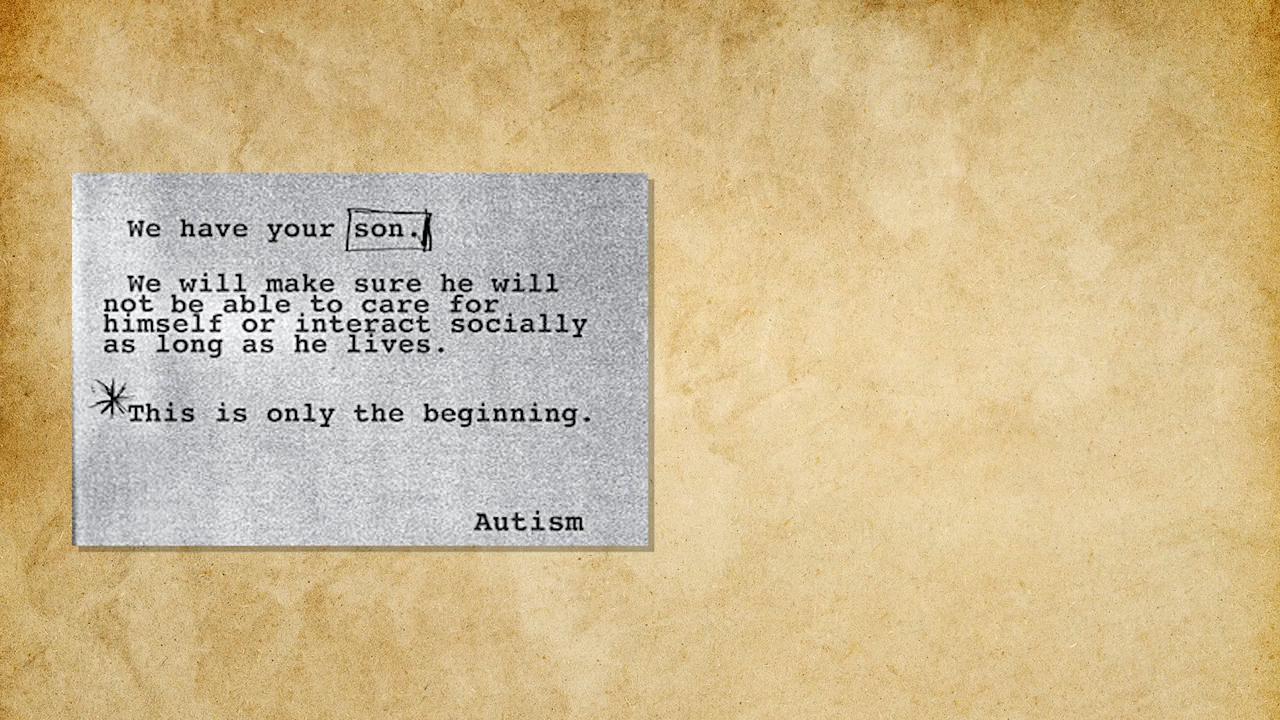 We have your son.
We will make sure he will
not be able to care for
himself or interact socially
as long as he lives.
This is only the beginning.
Autism